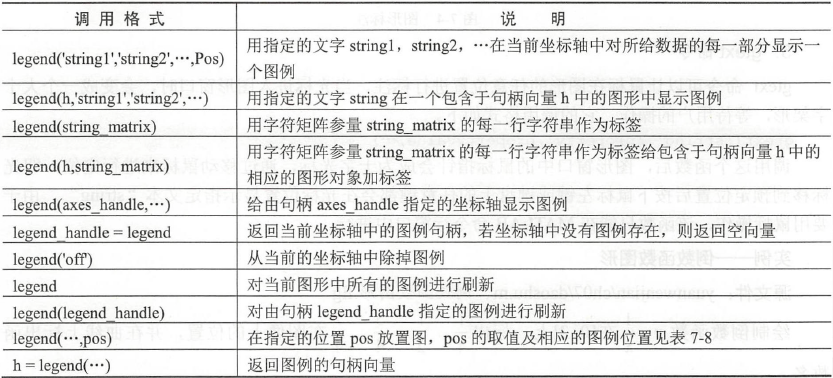 调 用 格 式 说 明
legend('string1','string2',…,Pos) 用指定的文字 string1，string2，…在当前坐标轴中对所给数据的每一部分显示一
个图例
legend(h,'string1','string2',…) 用指定的文字 string 在一个包含于句柄向量 h 中的图形中显示图例
legend(string_matrix) 用字符矩阵参量 string_matrix 的每一行字符串作为标签
legend(h,string_matrix) 用字符矩阵参量 string_matrix 的每一行字符串作为标签给包含于句柄向量 h 中的
相应的图形对象加标签
legend(axes_handle,…) 给由句柄 axes_handle 指定的坐标轴显示图例
legend_handle = legend 返回当前坐标轴中的图例句柄，若坐标轴中没有图例存在，则返回空向量
legend('off') 从当前的坐标轴中除掉图例
legend 对当前图形中所有的图例进行刷新
legend(legend_handle) 对由句柄 legend_handle 指定的图例进行刷新
legend(…,pos) 在指定的位置 pos 放置图，pos 的取值及相应的图例位置见表 7-8
h = legend(…) 返回图例的句柄向量